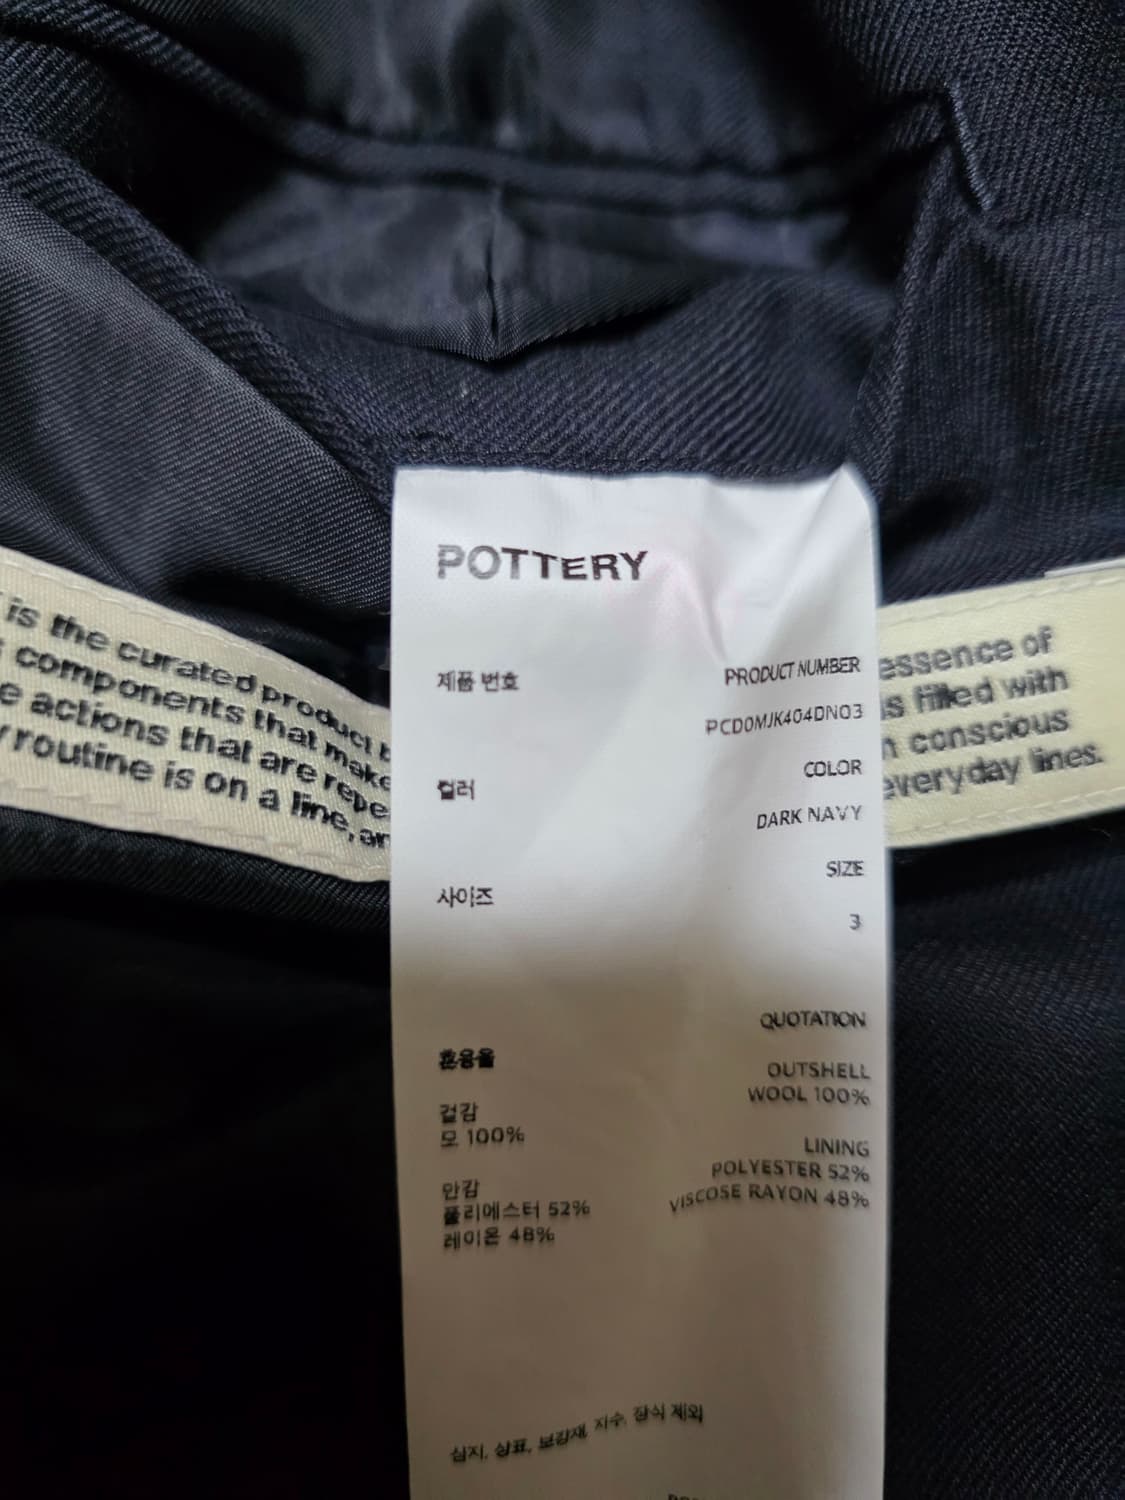 POTTERY
제품 번호
PRODUCT NUMBER
PCD0MJK404DN03
컬러
COLOR
DARK NAVY
사이즈
SIZE
3
QUOTATION
혼용율
OUTSHELL
WOOL 100%
겉감
모 100%
LINING
POLYESTER 52%
VISCOSE RAYON 48%
안감
폴리에스터 52%
레이온 48%
심지, 상표, 보강재, 자수, 장식 제외
is the curated product
components that make
actions that are
routine is on a line,
essence of
filled with
conscious
everyday lines.